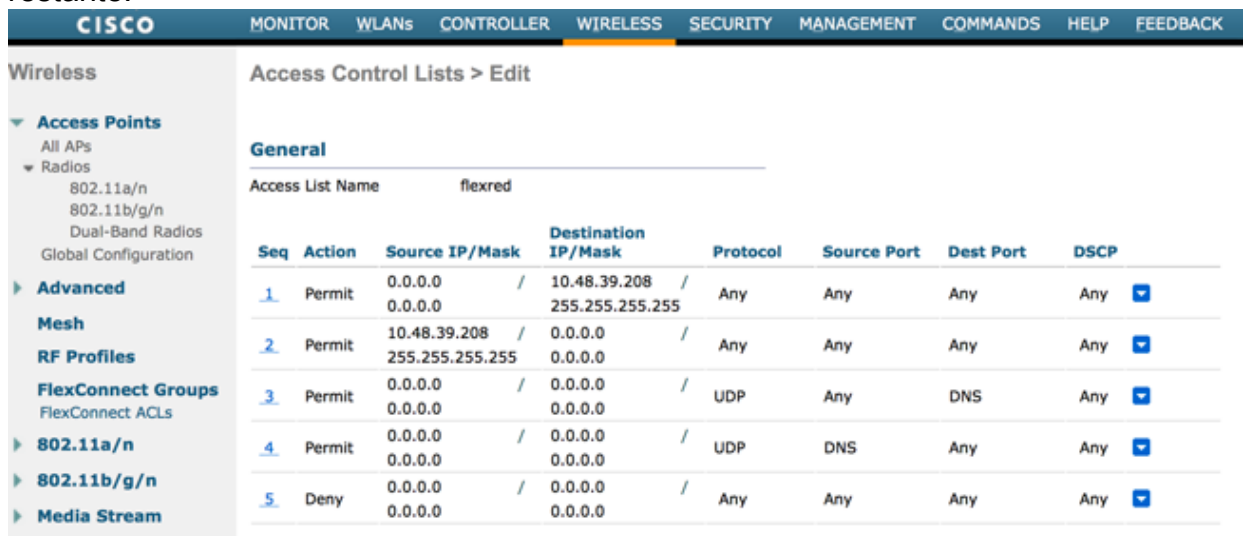 CISCO MONITOR WLANs CONTROLLER WIRELESS SECURITY MANAGEMENT COMMANDS HELP FEEDBACK
Wireless
Access Points
All APs
Radios
802.11a/n
802.11b/g/n
Dual-Band Radios
Global Configuration
Advanced
Mesh
RF Profiles
FlexConnect Groups
FlexConnect ACLs
802.11a/n
802.11b/g/n
Media Stream
Access Control Lists > Edit
General
Access List Name flexred
Destination
Seq Action Source IP/Mask IP/Mask Protocol Source Port Dest Port DSCP
0.0.0.0 / 10.48.39.208 /
1 Permit Any Any Any Any
0.0.0.0 255.255.255.255
10.48.39.208 / 0.0.0.0 /
2 Permit Any Any Any Any
255.255.255.255 0.0.0.0
0.0.0.0 / 0.0.0.0 /
3 Permit UDP Any DNS Any
0.0.0.0 0.0.0.0
0.0.0.0 / 0.0.0.0 /
4 Permit UDP DNS Any Any
0.0.0.0 0.0.0.0
0.0.0.0 / 0.0.0.0 /
5 Deny Any Any Any Any
0.0.0.0 0.0.0.0